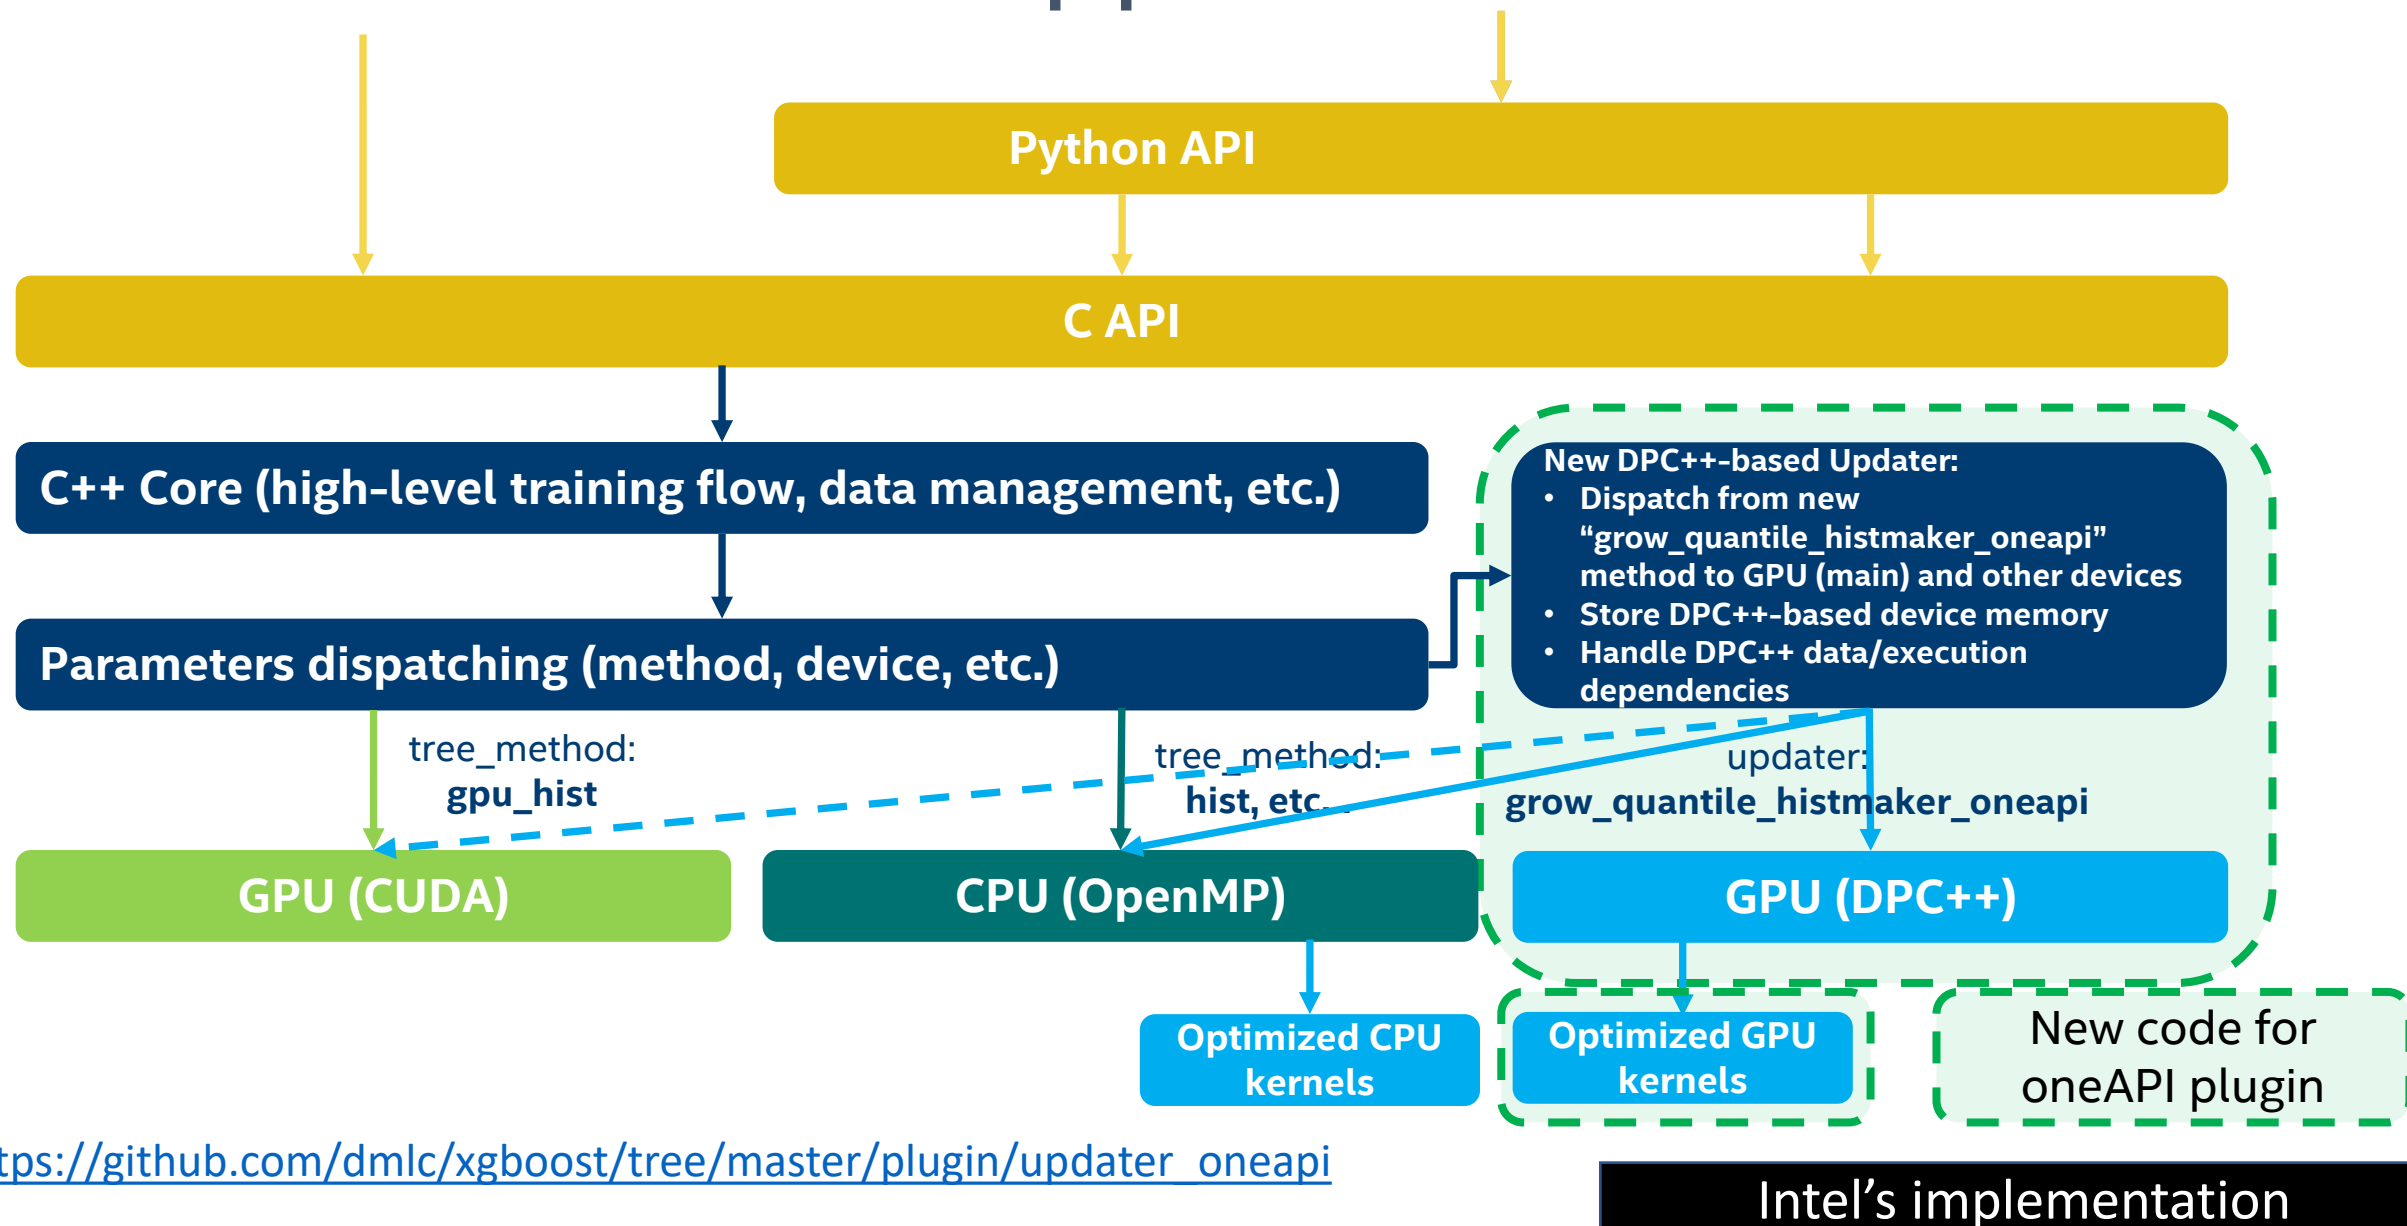 Python API
C API
C++ Core (high-level training flow, data management, etc.)
New DPC++-based Updater:
• Dispatch from new
“grow_quantile_histmaker_oneapi”
method to GPU (main) and other devices
• Store DPC++-based device memory
• Handle DPC++ data/execution
dependencies
Parameters dispatching (method, device, etc.)
tree_method:
gpu_hist
tree_method:
hist, etc..
updater:
grow_quantile_histmaker_oneapi
GPU (CUDA)
CPU (OpenMP)
GPU (DPC++)
Optimized CPU
kernels
Optimized GPU
kernels
New code for
oneAPI plugin
tps://github.com/dmlc/xgboost/tree/master/plugin/updater_oneapi
Intel’s implementation